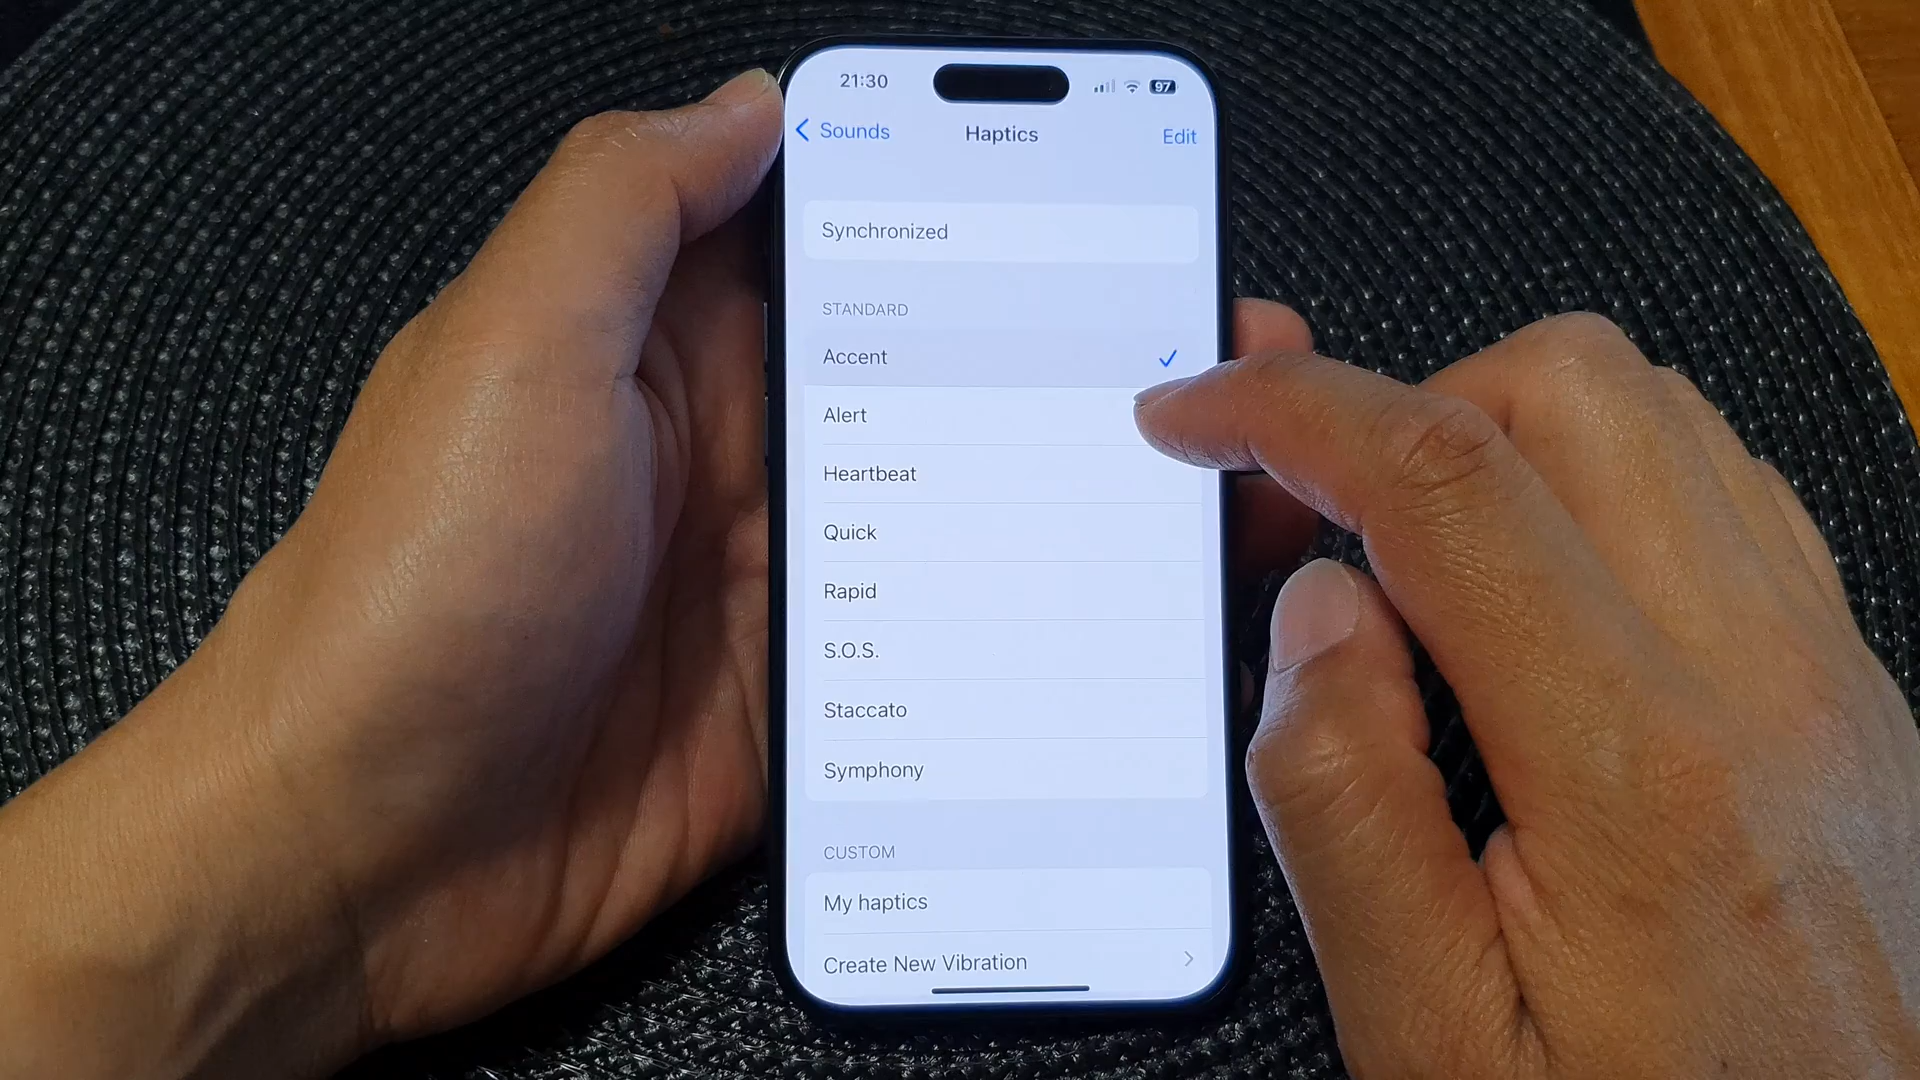 21:30
97
Sounds
Haptics
Edit
Synchronized
STANDARD
Accent
Alert
Heartbeat
Quick
Rapid
S.O.S.
Staccato
Symphony
CUSTOM
My haptics
Create New Vibration